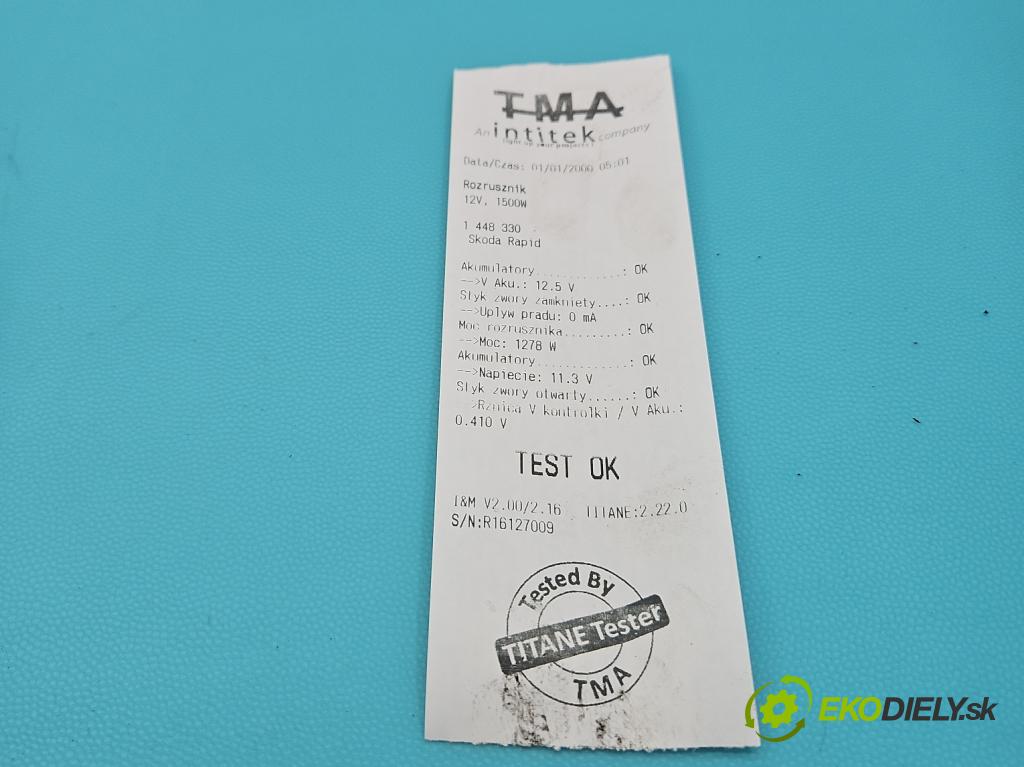 TMA
An intitek company
light up your projects !
Data/Czas: 01/01/2000 05:01
Rozrusznik
12V, 1500W
1 448 330
Skoda Rapid
Akumulatory............: OK
-->V Aku.: 12.5 V
Styk zwory zamkniety....: OK
-->Uplyw pradu: 0 mA
Moc rozrusznika.........: OK
-->Moc: 1278 W
Akumulatory.............: OK
-->Napiecie: 11.3 V
Styk zwory otwarty......: OK
-->Rznica V kontrolki / V Aku.:
0.410 V
TEST OK
I&M V2.00/2.16 TITANE:2.22.0
S/N:R16127009
Tested By
TITANE Tester
TMA
EKODIELY.sk